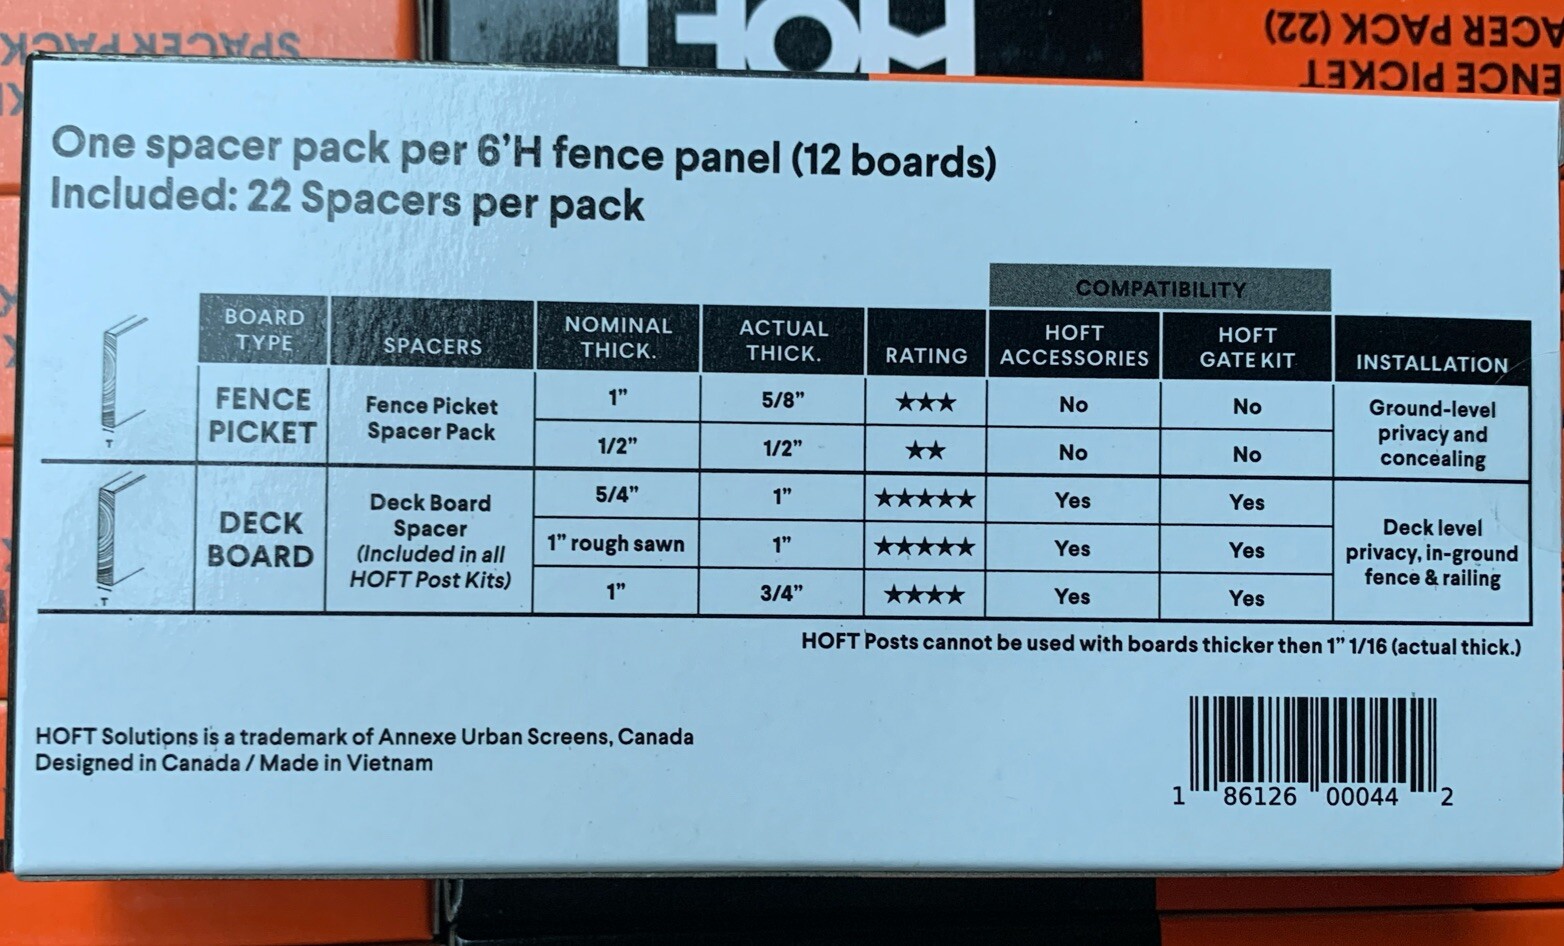 SPACER PACK
HOFT
FENCE PICKET
SPACER PACK (22)
One spacer pack per 6'H fence panel (12 boards)
Included: 22 Spacers per pack
COMPATIBILITY
BOARD TYPE SPACERS NOMINAL THICK. ACTUAL THICK. RATING HOFT ACCESSORIES HOFT GATE KIT INSTALLATION
FENCE PICKET Fence Picket Spacer Pack 1" 5/8" ★★★ No No Ground-level privacy and concealing
1/2" 1/2" ★★ No No
T
DECK BOARD Deck Board Spacer (Included in all HOFT Post Kits) 5/4" 1" ★★★★★ Yes Yes Deck level privacy, in-ground fence & railing
1" rough sawn 1" ★★★★★ Yes Yes
1" 3/4" ★★★★ Yes Yes
T
HOFT Posts cannot be used with boards thicker then 1" 1/16 (actual thick.)
HOFT Solutions is a trademark of Annexe Urban Screens, Canada
Designed in Canada / Made in Vietnam
1 86126 00044 2